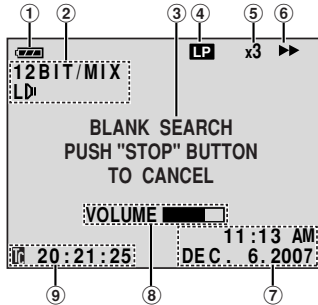 ① ② ③ ④ ⑤ ⑥
LP x3
12BIT/MIX
L
BLANK SEARCH
PUSH "STOP" BUTTON
TO CANCEL
VOLUME
11:13 AM
20:21:25 DEC. 6.2007
⑨ ⑧ ⑦